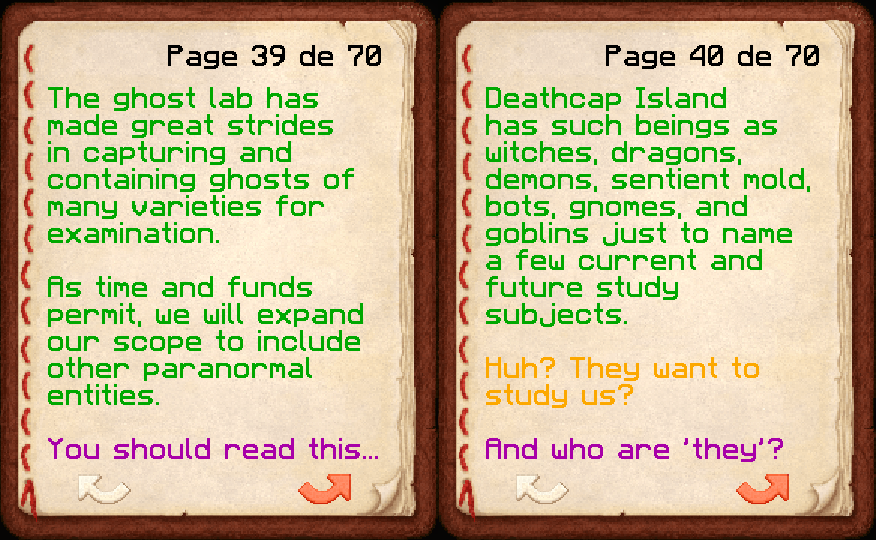 Page 39 de 70
The ghost lab has
made great strides
in capturing and
containing ghosts of
many varieties for
examination.
As time and funds
permit, we will expand
our scope to include
other paranormal
entities.
You should read this...
Page 40 de 70
Deathcap Island
has such beings as
witches, dragons,
demons, sentient mold,
bots, gnomes, and
goblins just to name
a few current and
future study
subjects.
Huh? They want to
study us?
And who are 'they'?